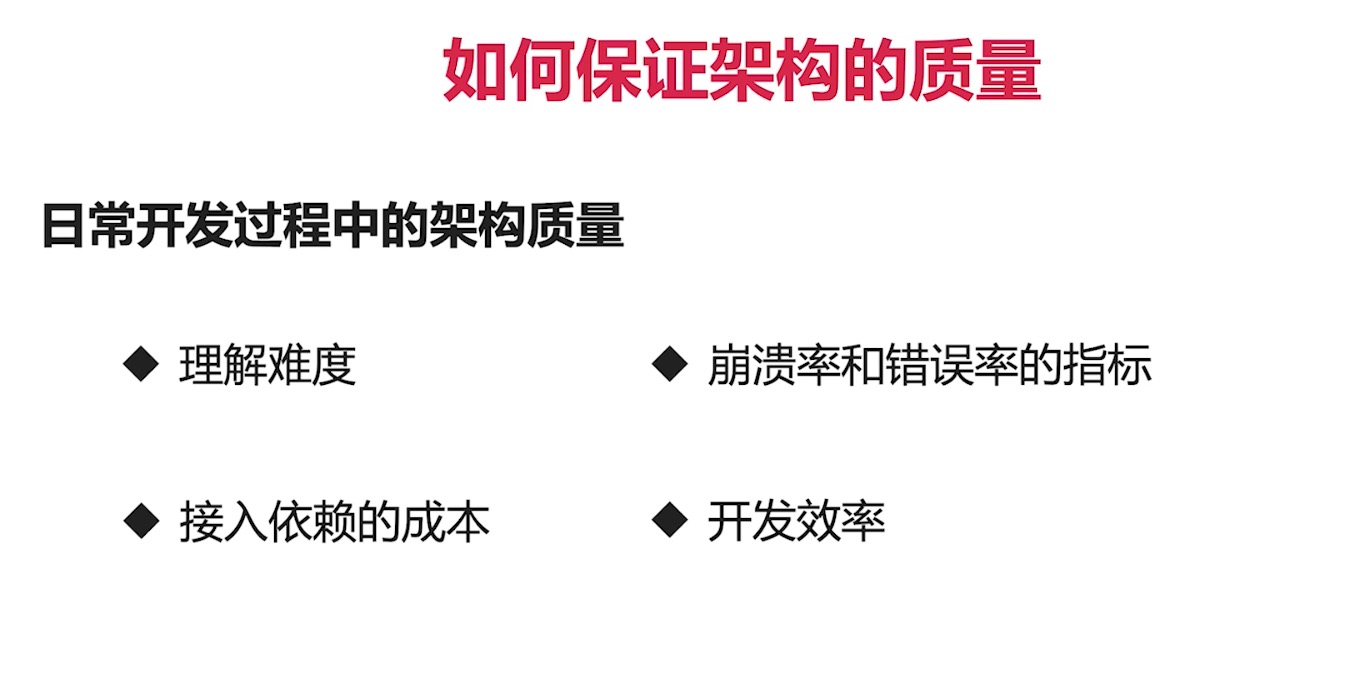 如何保证架构的质量
日常开发过程中的架构质量
◆ 理解难度
◆ 崩溃率和错误率的指标
◆ 接入依赖的成本
◆ 开发效率